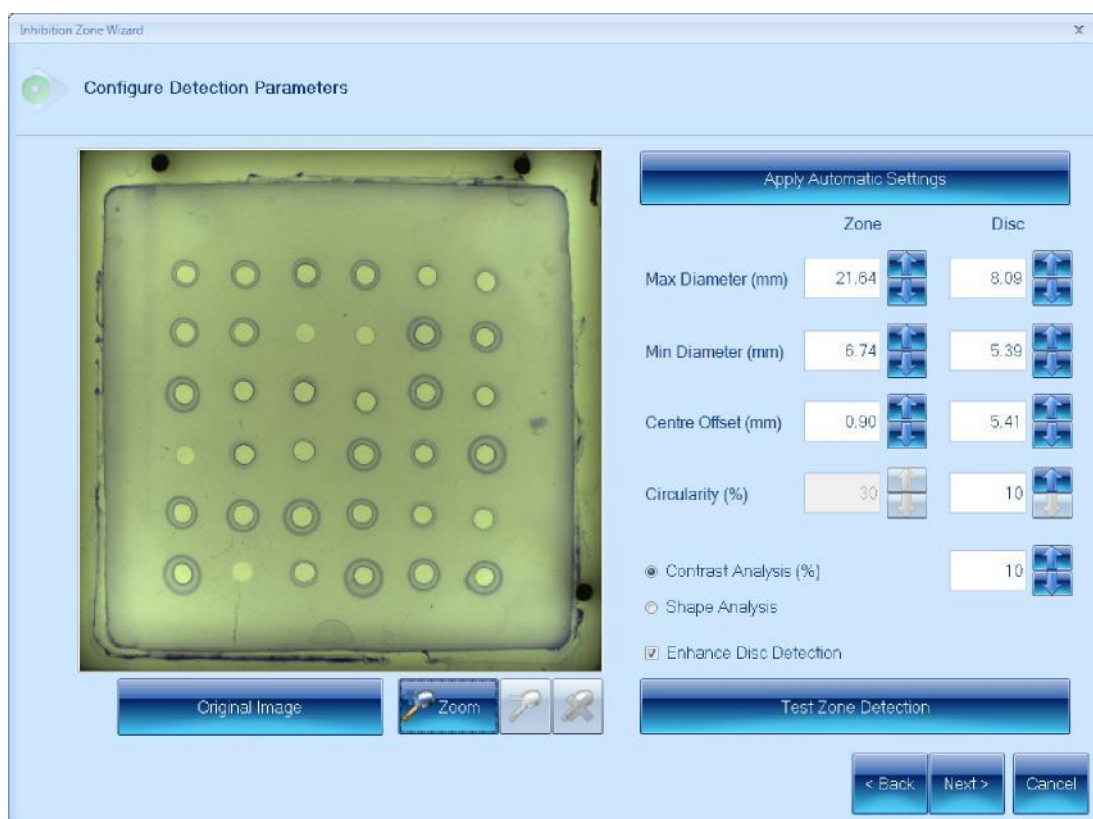 Inhibition Zone Wizard x
Configure Detection Parameters
Apply Automatic Settings
Zone Disc
Max Diameter (mm) 21.64 8.09
Min Diameter (mm) 6.74 5.39
Centre Offset (mm) 0.90 5.41
Circularity (%) 30 10
Contrast Analysis (%) 10
Shape Analysis
Enhance Disc Detection
Original Image Zoom Test Zone Detection
< Back Next > Cancel